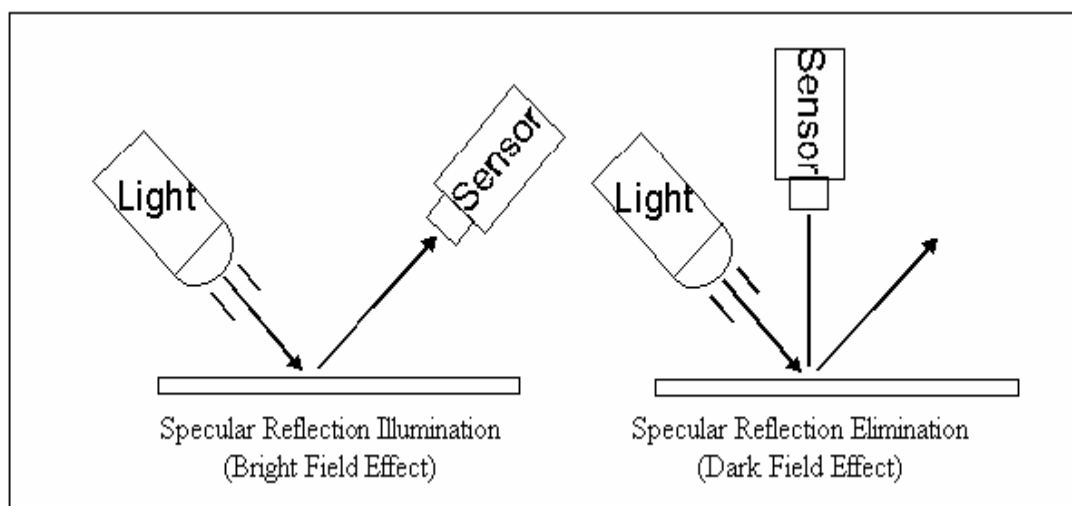 Light
Sensor
Specular Reflection Illumination
(Bright Field Effect)
Light
Sensor
Specular Reflection Elimination
(Dark Field Effect)